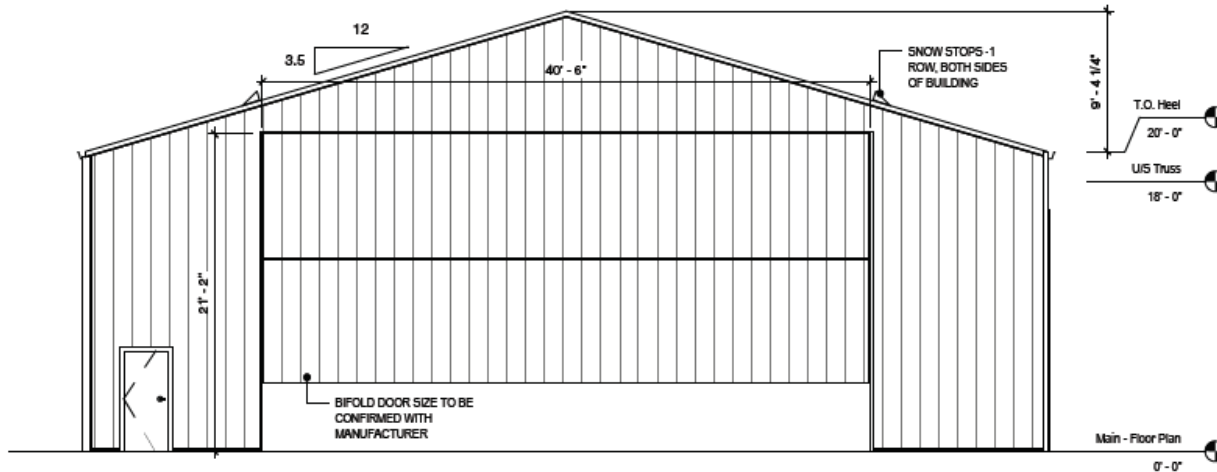 12
3.5
40' - 6"
SNOW STOPS -1
ROW, BOTH SIDES
OF BUILDING
9' - 4 1/4"
T.O. Heel
20' - 0"
U/S Truss
18' - 0"
21' - 2"
BIFOLD DOOR SIZE TO BE
CONFIRMED WITH
MANUFACTURER
Main - Floor Plan
0' - 0"